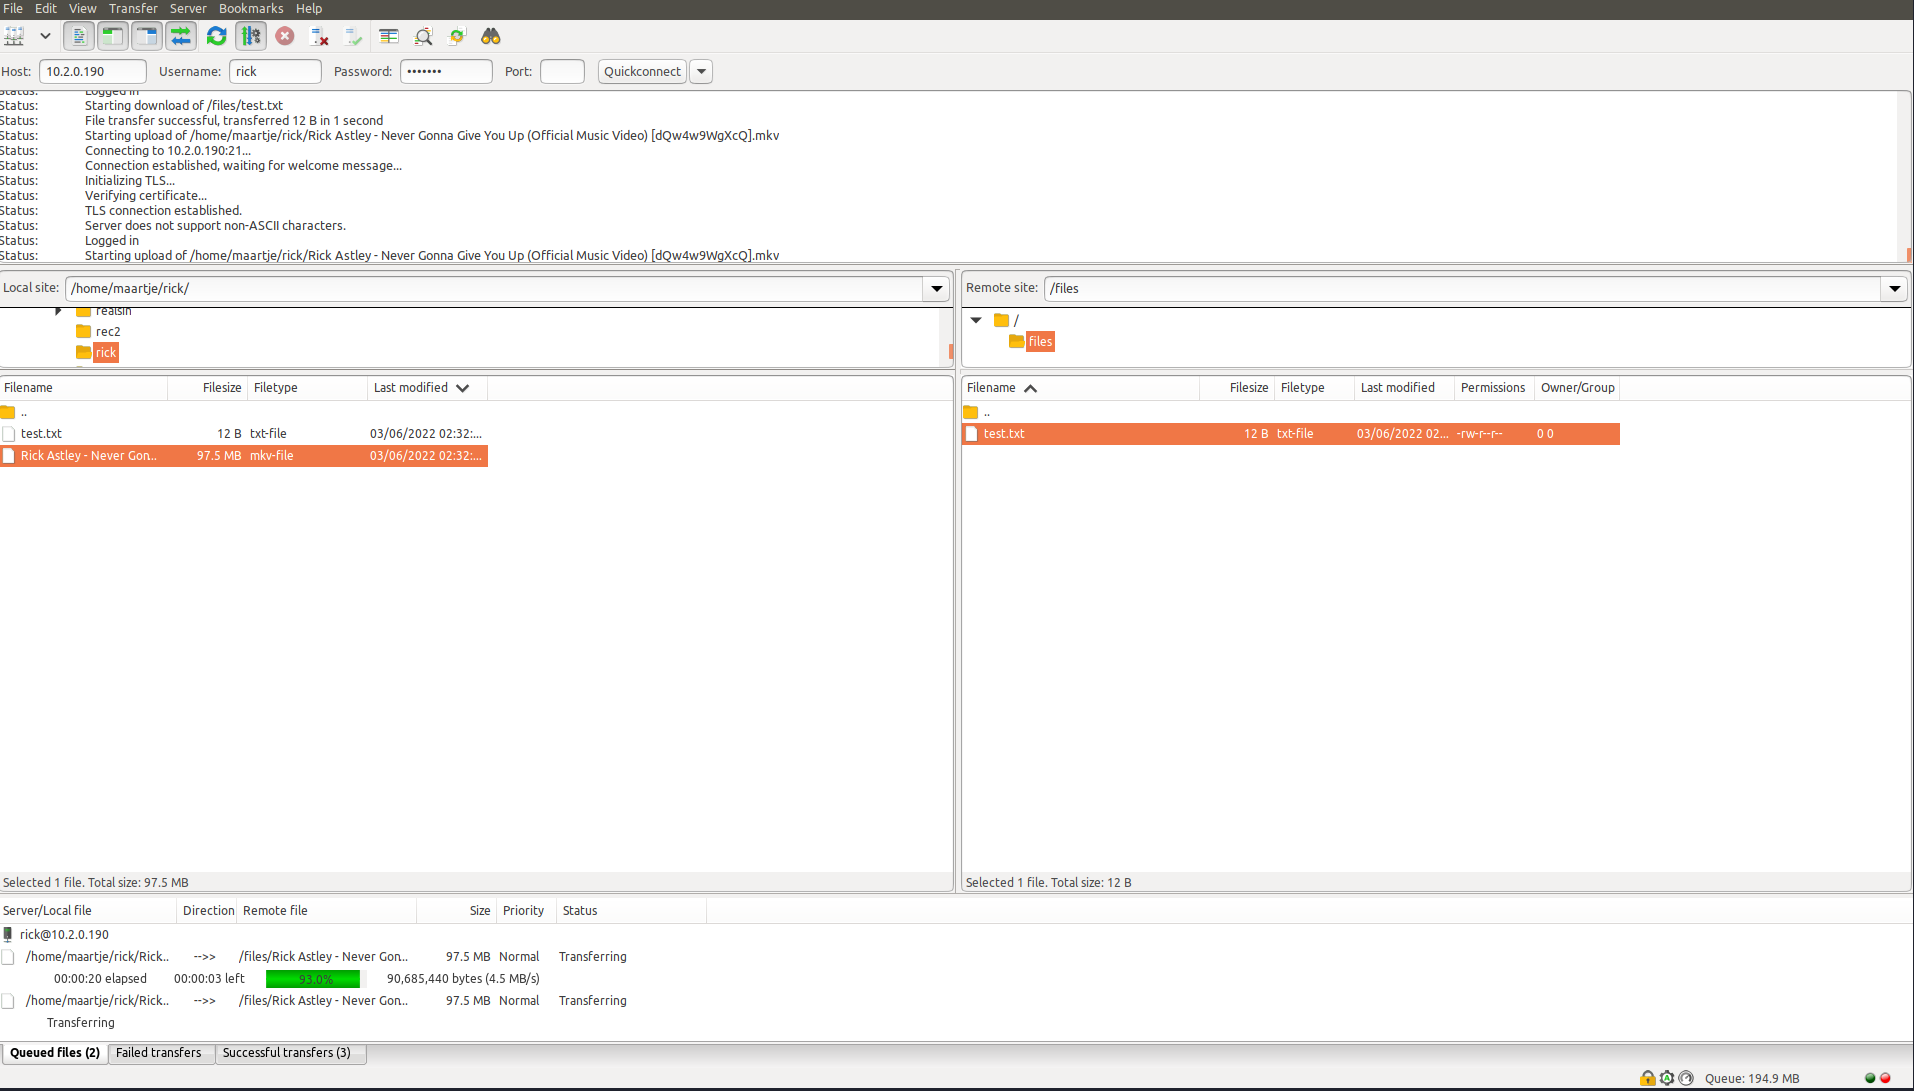 File Edit View Transfer Server Bookmarks Help
Host: 10.2.0.190 Username: rick Password: ••••••• Port: Quickconnect
Status: Logged in
Status: Starting download of /files/test.txt
Status: File transfer successful, transferred 12 B in 1 second
Status: Starting upload of /home/maartje/rick/Rick Astley - Never Gonna Give You Up (Official Music Video) [dQw4w9WgXcQ].mkv
Status: Connecting to 10.2.0.190:21...
Status: Connection established, waiting for welcome message...
Status: Initializing TLS...
Status: Verifying certificate...
Status: TLS connection established.
Status: Server does not support non-ASCII characters.
Status: Logged in
Status: Starting upload of /home/maartje/rick/Rick Astley - Never Gonna Give You Up (Official Music Video) [dQw4w9WgXcQ].mkv
Local site: /home/maartje/rick/
realsin
rec2
rick
Filename Filesize Filetype Last modified
..
test.txt 12 B txt-file 03/06/2022 02:32:...
Rick Astley - Never Gon... 97.5 MB mkv-file 03/06/2022 02:32:...
Selected 1 file. Total size: 97.5 MB
Remote site: /files
/
files
Filename Filesize Filetype Last modified Permissions Owner/Group
..
test.txt 12 B txt-file 03/06/2022 02... -rw-r--r-- 0 0
Selected 1 file. Total size: 12 B
Server/Local file Direction Remote file Size Priority Status
rick@10.2.0.190
/home/maartje/rick/Rick.. -->> /files/Rick Astley - Never Gon... 97.5 MB Normal Transferring
00:00:20 elapsed 00:00:03 left 93.0% 90,685,440 bytes (4.5 MB/s)
/home/maartje/rick/Rick.. -->> /files/Rick Astley - Never Gon... 97.5 MB Normal Transferring
Transferring
Queued files (2) Failed transfers Successful transfers (3)
Queue: 194.9 MB